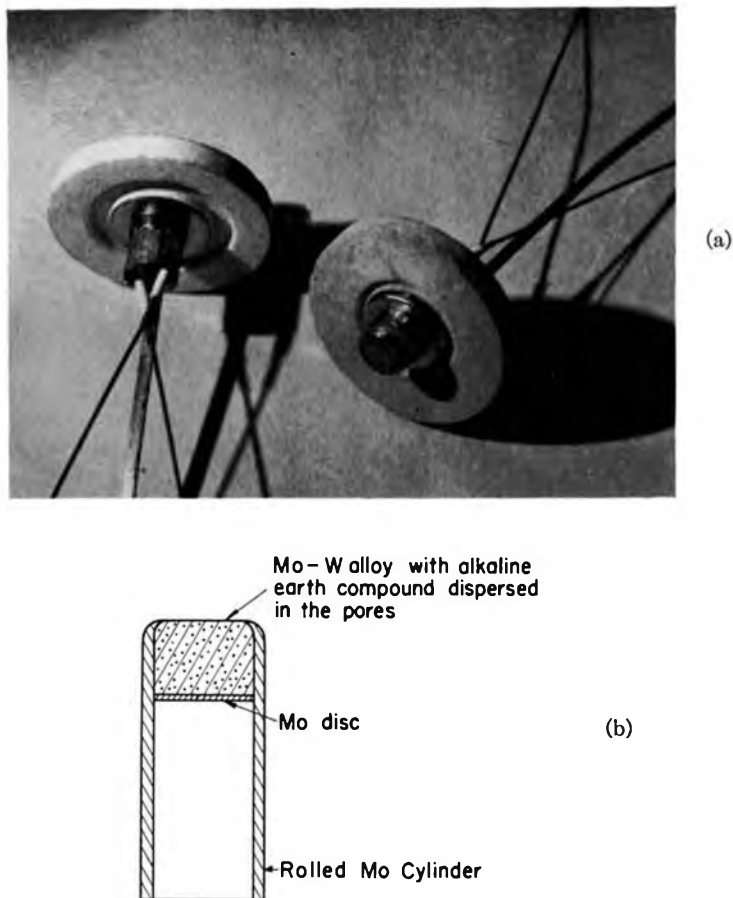 (a)
Mo-W alloy with alkaline
earth compound dispersed
in the pores
Mo disc
(b)
Rolled Mo Cylinder